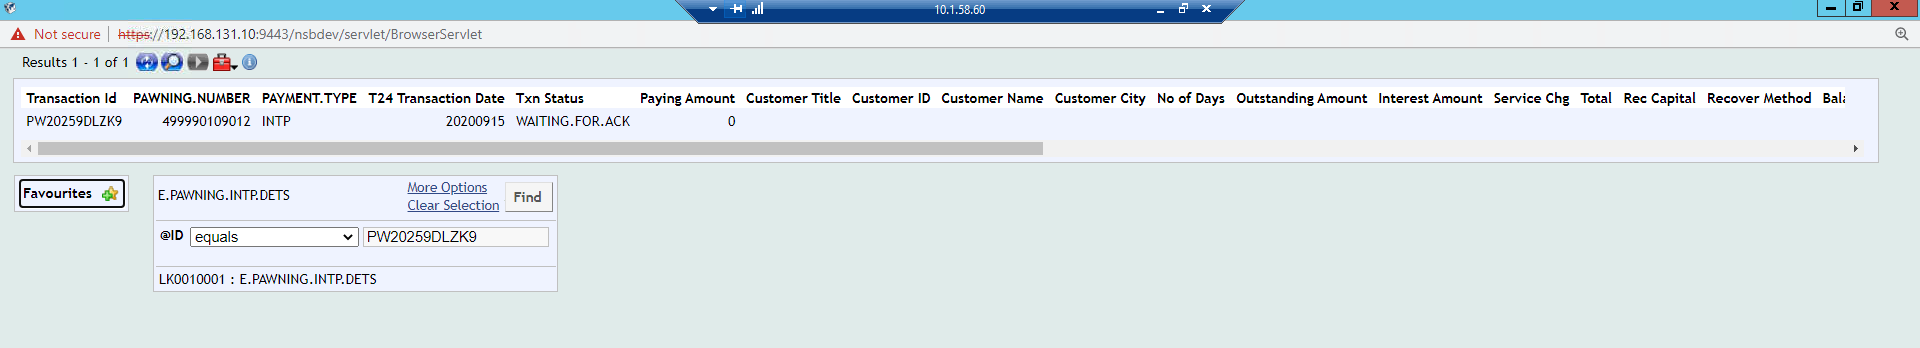 10.1.58.60
Not secure https://192.168.131.10:9443/nsbdev/servlet/BrowserServlet
Results 1 - 1 of 1
Transaction Id PAWNING.NUMBER PAYMENT.TYPE T24 Transaction Date Txn Status Paying Amount Customer Title Customer ID Customer Name Customer City No of Days Outstanding Amount Interest Amount Service Chg Total Rec Capital Recover Method Bala
PW20259DLZK9 499990109012 INTP 20200915 WAITING.FOR.ACK 0
Favourites
E.PAWNING.INTP.DETS
More Options
Clear Selection
Find
@ID equals PW20259DLZK9
LK0010001 : E.PAWNING.INTP.DETS